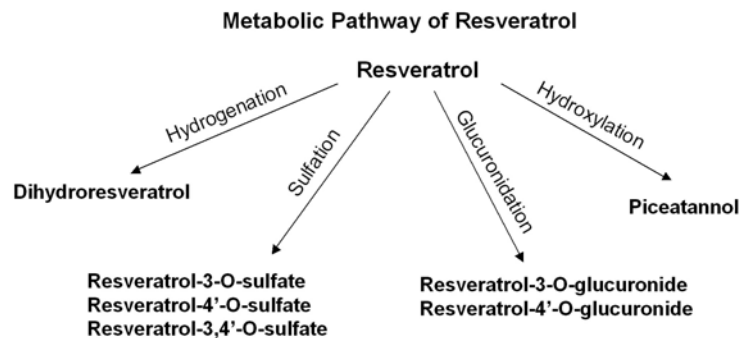 Metabolic Pathway of Resveratrol
Resveratrol
Hydrogenation
Sulfation
Glucuronidation
Hydroxylation
Dihydroresveratrol
Piceatannol
Resveratrol-3-O-sulfate
Resveratrol-4’-O-sulfate
Resveratrol-3,4’-O-sulfate
Resveratrol-3-O-glucuronide
Resveratrol-4’-O-glucuronide